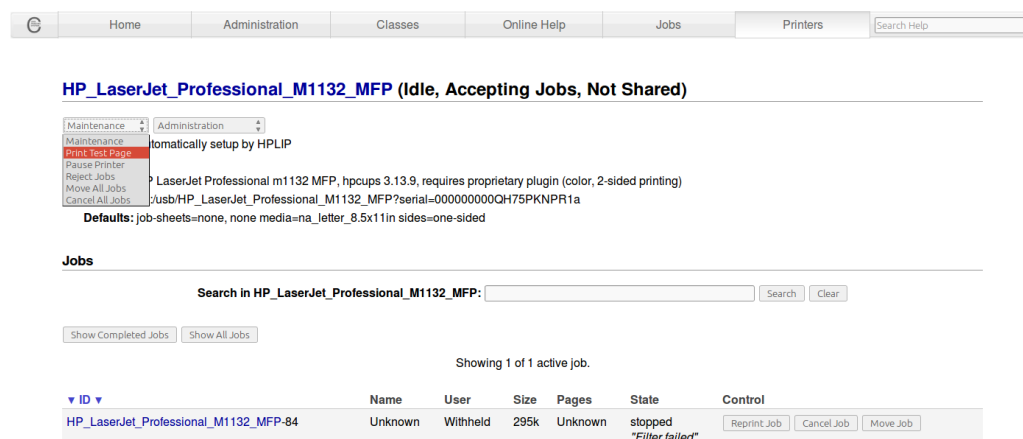 Home Administration Classes Online Help Jobs Printers Search Help
HP_LaserJet_Professional_M1132_MFP (Idle, Accepting Jobs, Not Shared)
Maintenance Administration
Maintenance
tomatically setup by HPLIP
Print Test Page
Pause Printer
Reject Jobs
LaserJet Professional m1132 MFP, hpcups 3.13.9, requires proprietary plugin (color, 2-sided printing)
Move All Jobs
:/usb/HP_LaserJet_Professional_M1132_MFP?serial=000000000QH75PKNPR1a
Cancel All Jobs
Defaults: job-sheets=none, none media=na_letter_8.5x11in sides=one-sided
Jobs
Search in HP_LaserJet_Professional_M1132_MFP: Search Clear
Show Completed Jobs Show All Jobs
Showing 1 of 1 active job.
▼ ID ▼ Name User Size Pages State Control
HP_LaserJet_Professional_M1132_MFP-84 Unknown Withheld 295k Unknown stopped Reprint Job Cancel Job Move Job
"Filter failed"